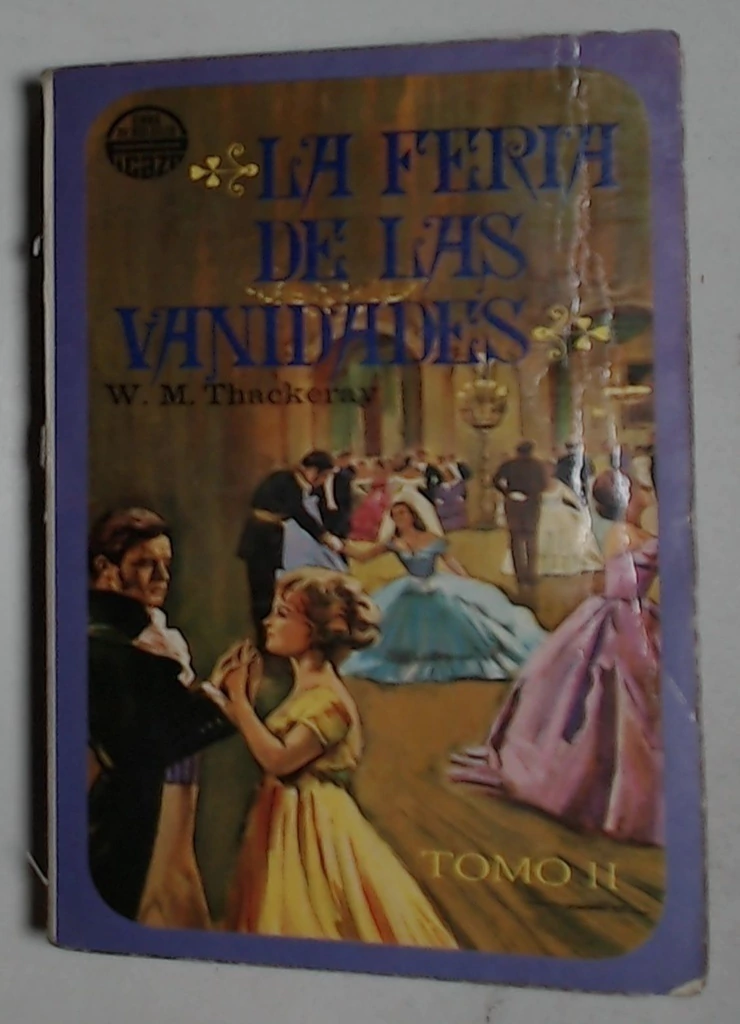 LA FERIA
DE LAS
VANIDADES
W. M. Thackeray
TOMO II